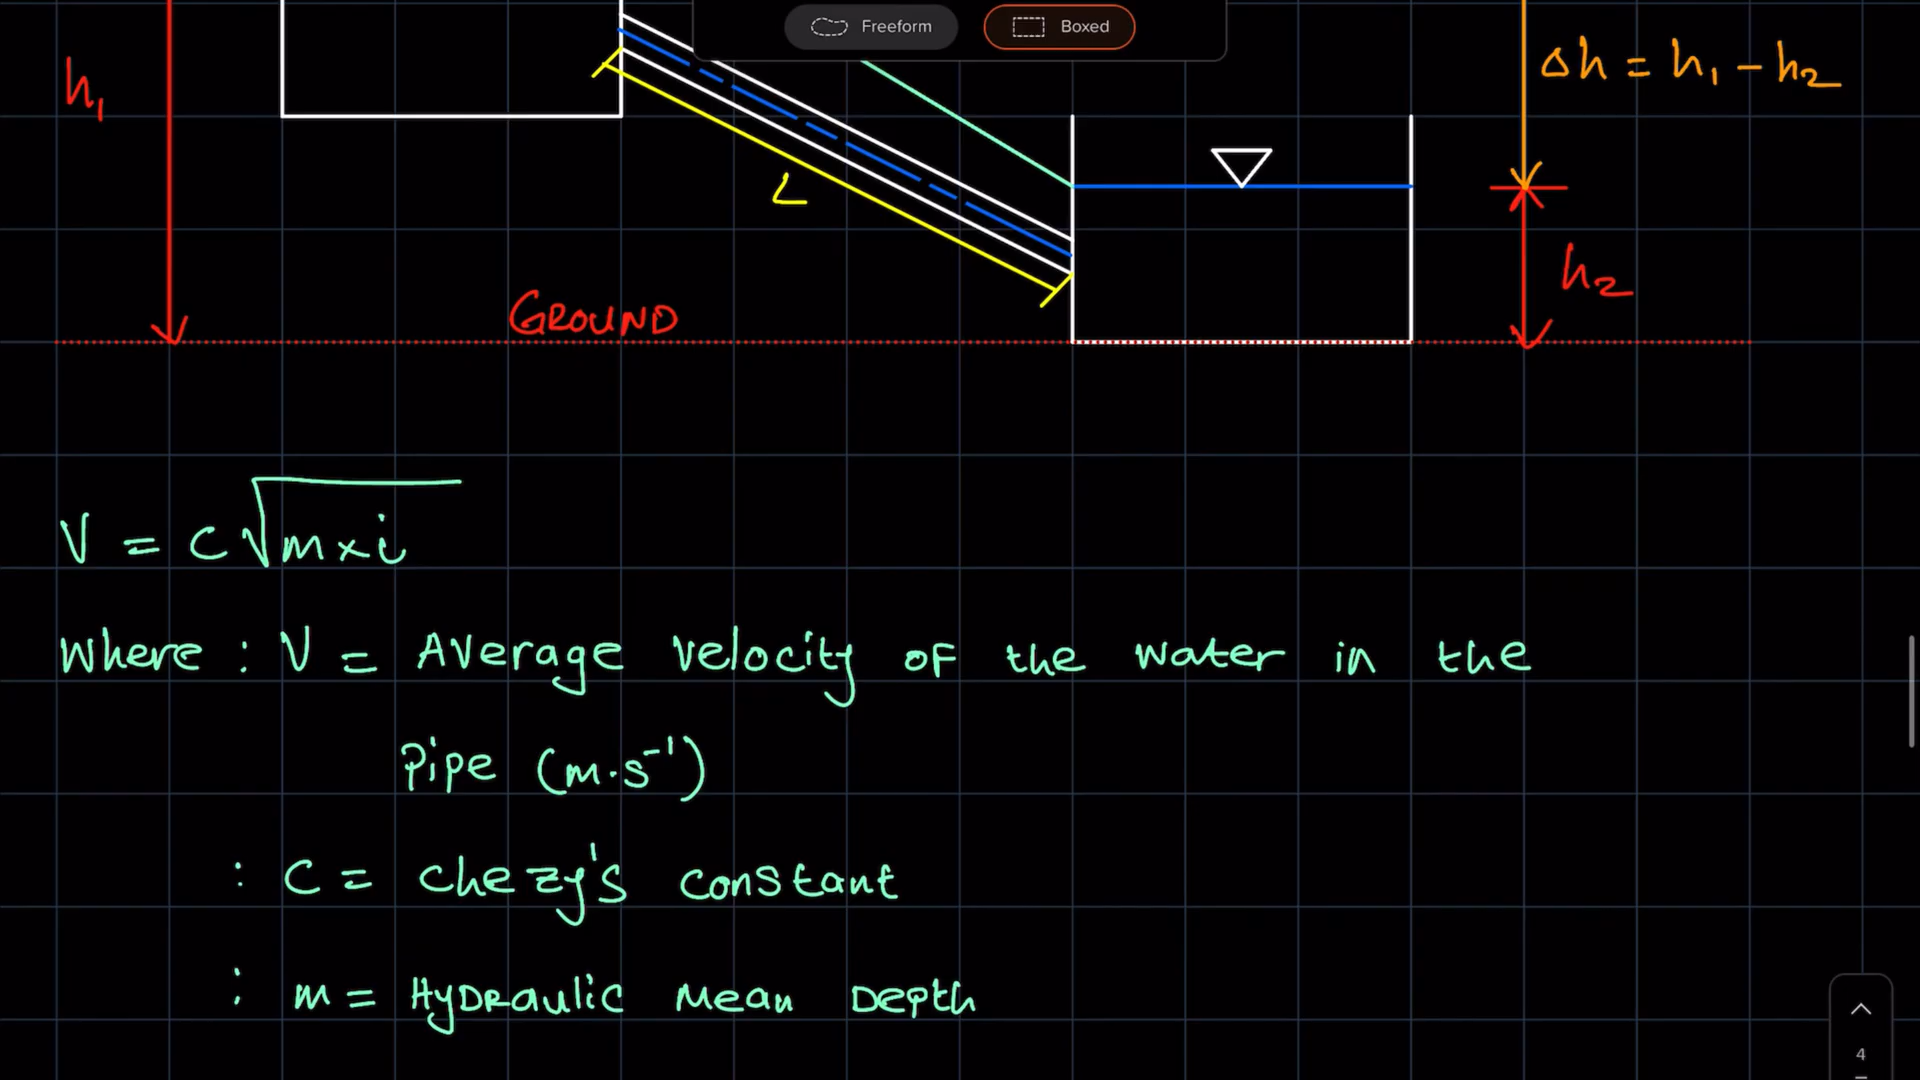 Freeform Boxed
h₁
Δh = h₁ - h₂
L
h₂
GROUND
V = C√m×i
Where : V = Average velocity of the water in the
Pipe (m.s⁻¹)
: C = chezy's constant
: m = Hydraulic Mean Depth
4